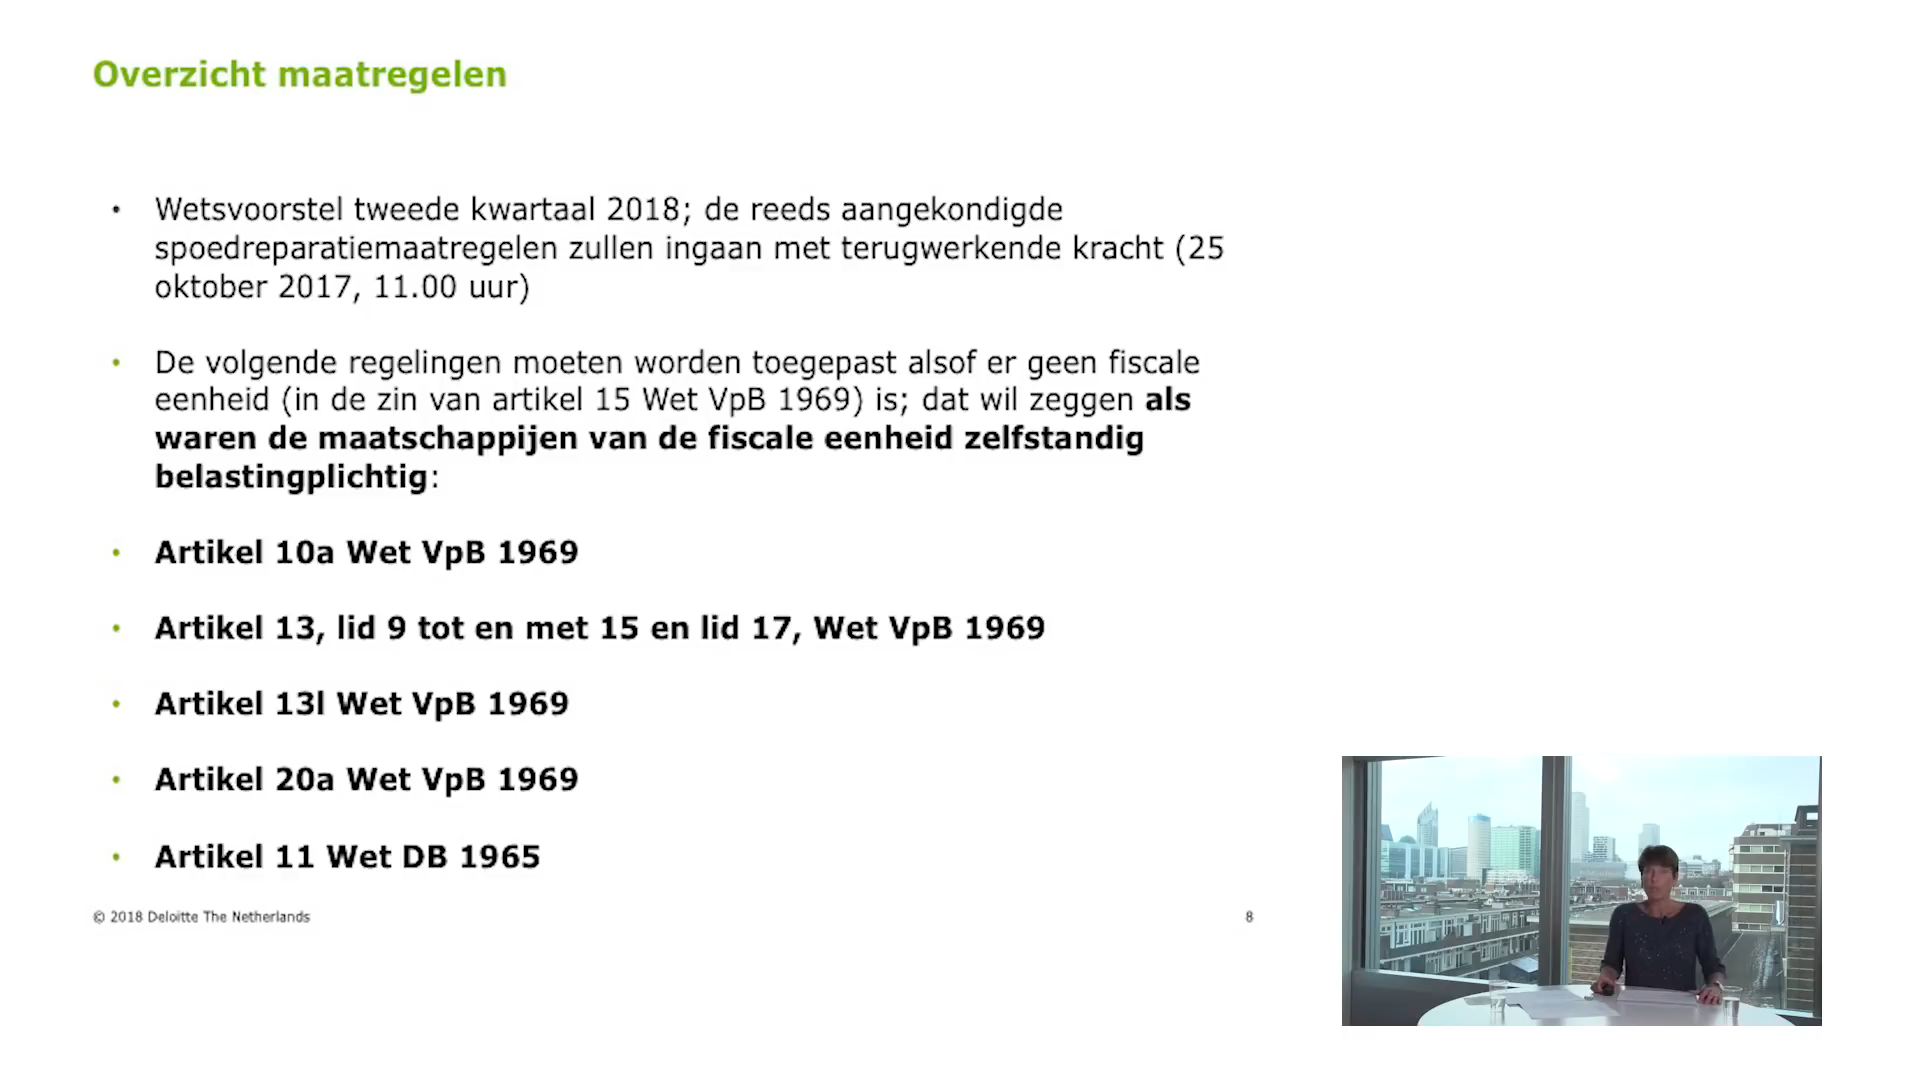 Overzicht maatregelen
• Wetsvoorstel tweede kwartaal 2018; de reeds aangekondigde
spoedreparatiemaatregelen zullen ingaan met terugwerkende kracht (25
oktober 2017, 11.00 uur)
• De volgende regelingen moeten worden toegepast alsof er geen fiscale
eenheid (in de zin van artikel 15 Wet VpB 1969) is; dat wil zeggen als
waren de maatschappijen van de fiscale eenheid zelfstandig
belastingplichtig:
• Artikel 10a Wet VpB 1969
• Artikel 13, lid 9 tot en met 15 en lid 17, Wet VpB 1969
• Artikel 13l Wet VpB 1969
• Artikel 20a Wet VpB 1969
• Artikel 11 Wet DB 1965
© 2018 Deloitte The Netherlands
8